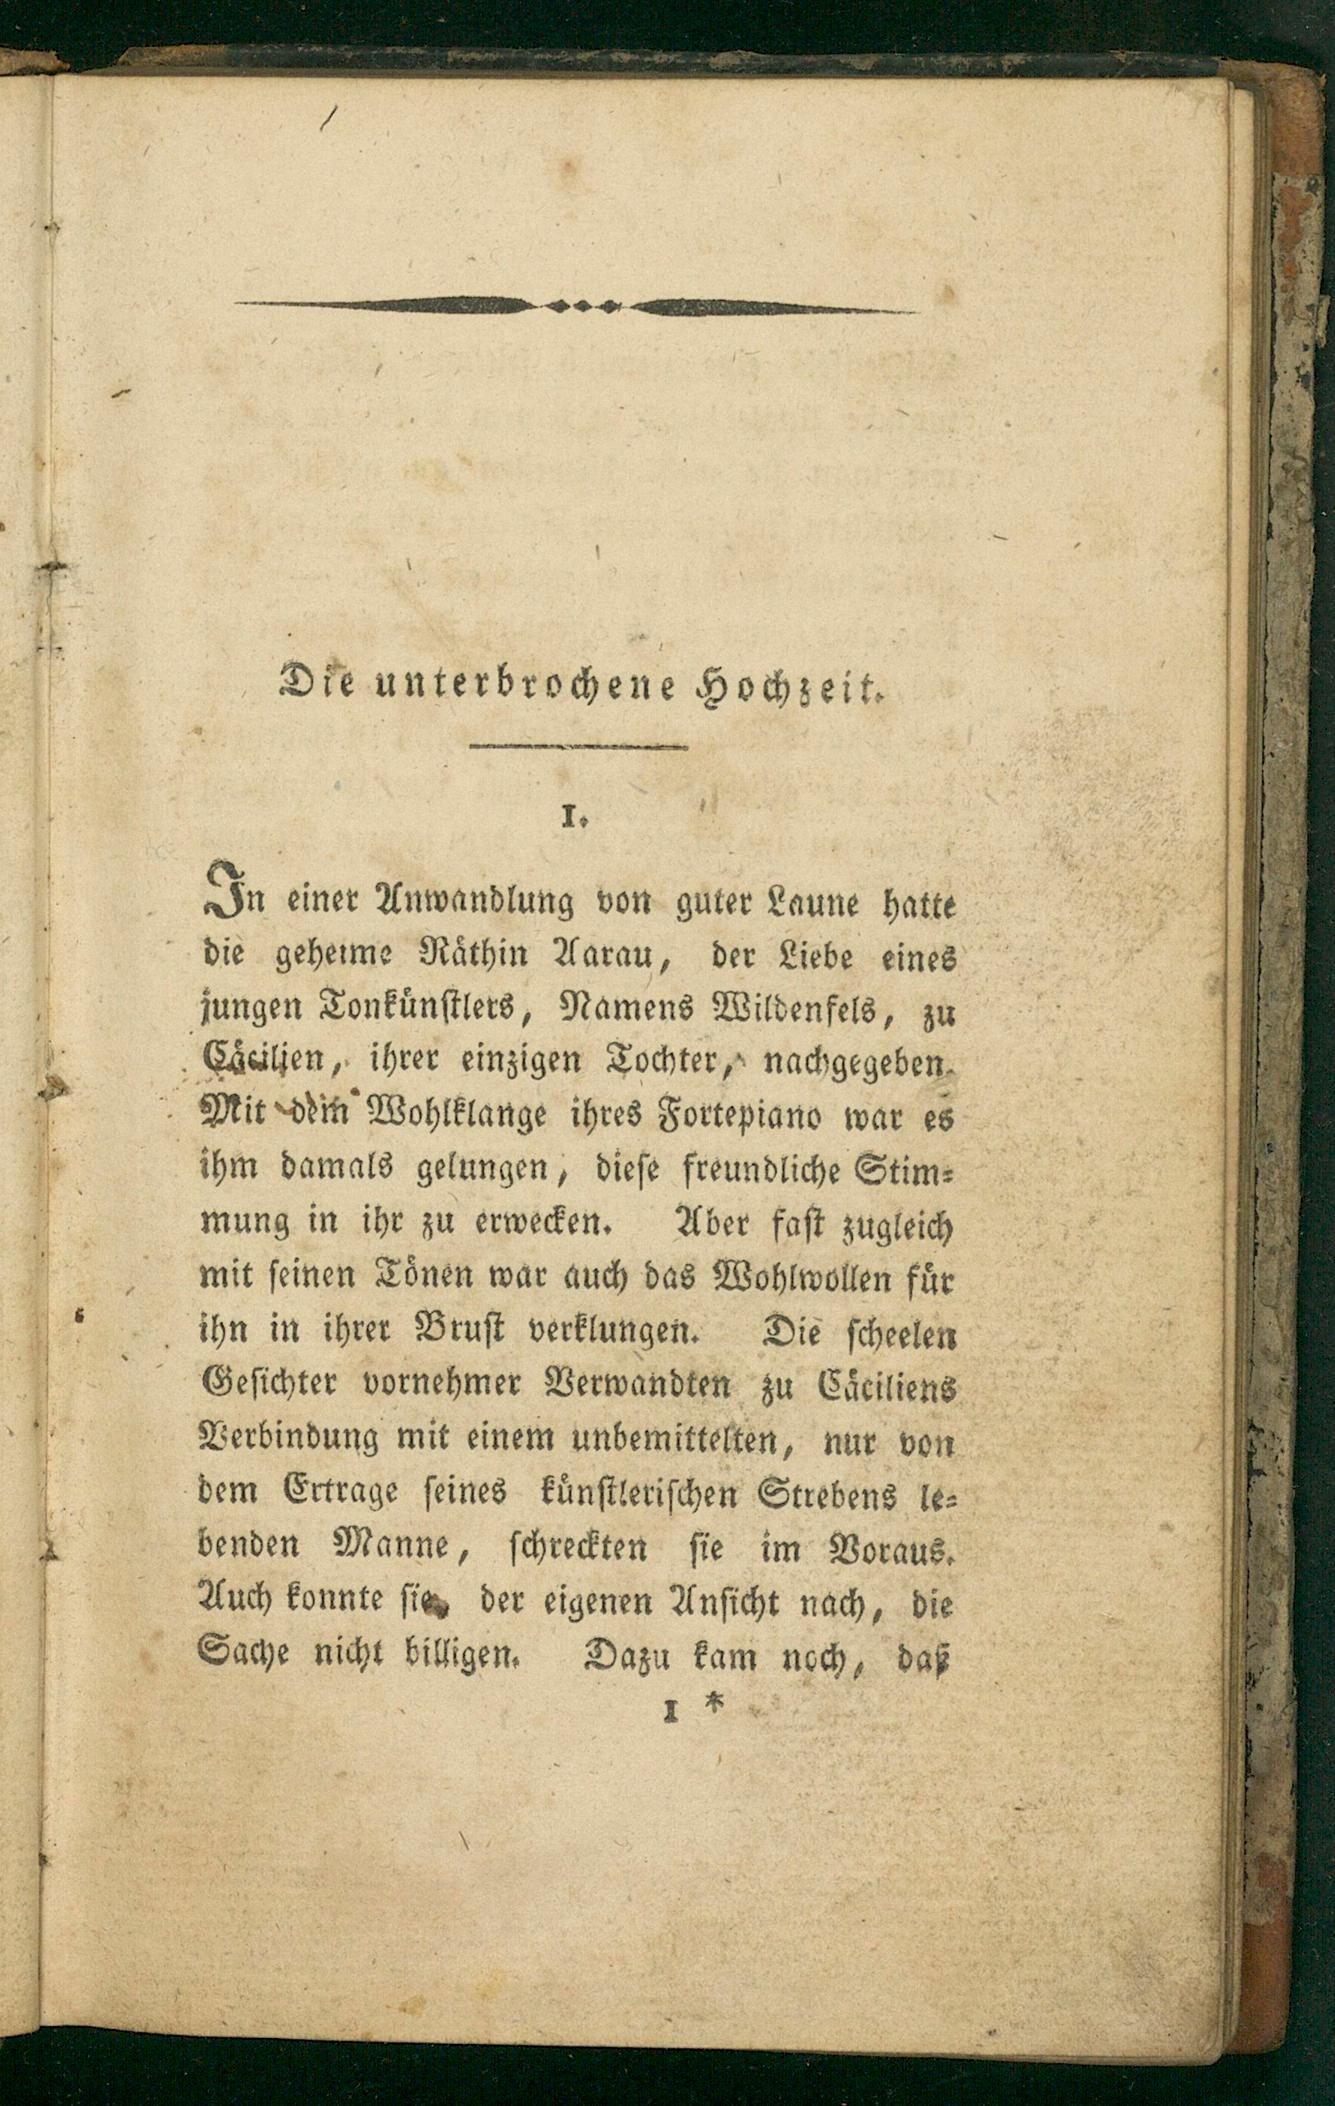 Die unterbrochene Hochzeit.
1.
In einer Anwandlung von guter Laune hatte
die geheime Räthin Aarau, der Liebe eines
jungen Tonkünstlers, Namens Wildenfels, zu
Cäcilien, ihrer einzigen Tochter, nachgegeben.
Mit dem Wohlklange ihres Fortepiano war es
ihm damals gelungen, diese freundliche Stim=
mung in ihr zu erwecken. Aber fast zugleich
mit seinen Tönen war auch das Wohlwollen für
ihn in ihrer Brust verklungen. Die scheelen
Gesichter vornehmer Verwandten zu Cäciliens
Verbindung mit einem unbemittelten, nur von
dem Ertrage seines künstlerischen Strebens le=
benden Manne, schreckten sie im Voraus.
Auch konnte sie, der eigenen Ansicht nach, die
Sache nicht billigen. Dazu kam noch, daß
1 *